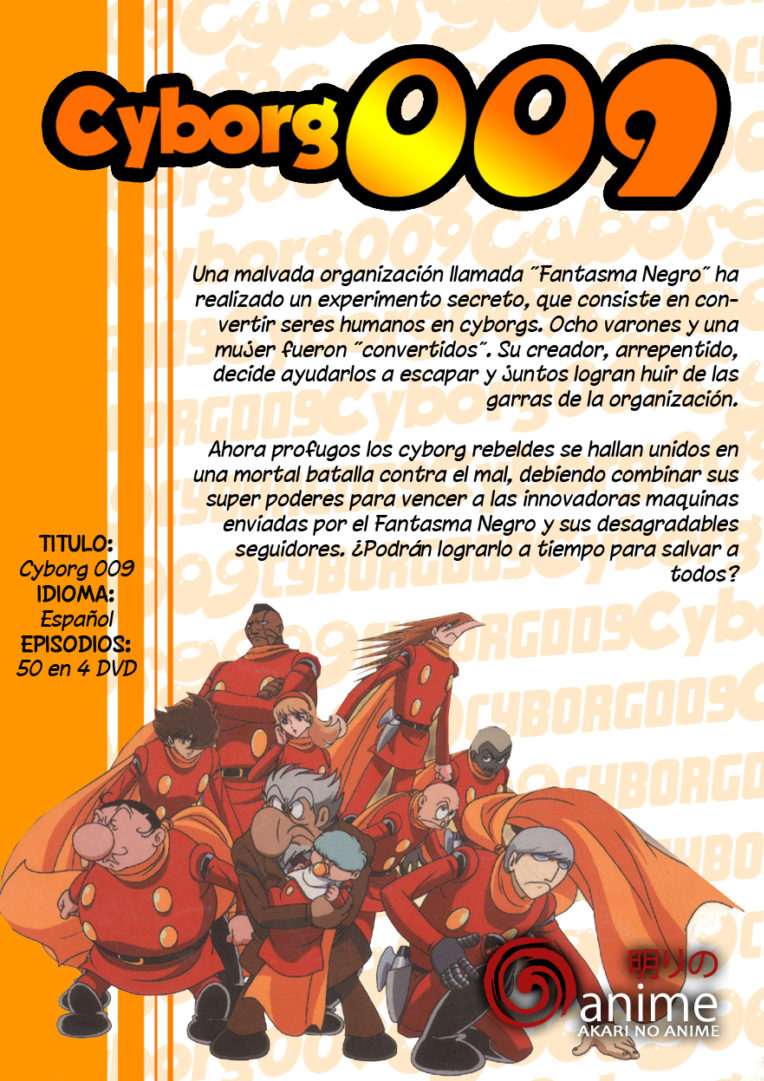 Cyborg 009
Una malvada organización llamada "Fantasma Negro" ha
realizado un experimento secreto, que consiste en con-
vertir seres humanos en cyborgs. Ocho varones y una
mujer fueron "convertidos". Su creador, arrepentido,
decide ayudarlos a escapar y juntos logran huir de las
garras de la organización.
Ahora profugos los cyborg rebeldes se hallan unidos en
una mortal batalla contra el mal, debiendo combinar sus
super poderes para vencer a las innovadoras maquinas
enviadas por el Fantasma Negro y sus desagradables
seguidores. ¿Podrán lograrlo a tiempo para salvar a
todos?
TITULO:
Cyborg 009
IDIOMA:
Español
EPISODIOS:
50 en 4 DVD
明りの
anime
AKARI NO ANIME